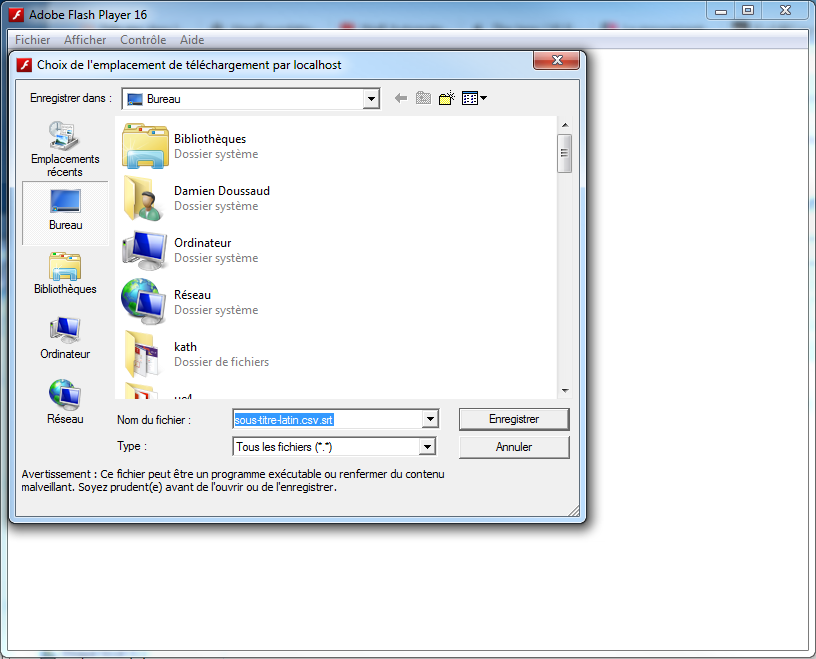 Adobe Flash Player 16
Fichier Afficher Contrôle Aide
Choix de l'emplacement de téléchargement par localhost
Enregistrer dans : Bureau
Emplacements
récents
Bureau
Bibliothèques
Ordinateur
Réseau
Bibliothèques
Dossier système
Damien Doussaud
Dossier système
Ordinateur
Dossier système
Réseau
Dossier système
kath
Dossier de fichiers
Nom du fichier : sous-titre-latin.csv.srt Enregistrer
Type : Tous les fichiers (*.*) Annuler
Avertissement : Ce fichier peut être un programme exécutable ou renfermer du contenu
malveillant. Soyez prudent(e) avant de l'ouvrir ou de l'enregistrer.